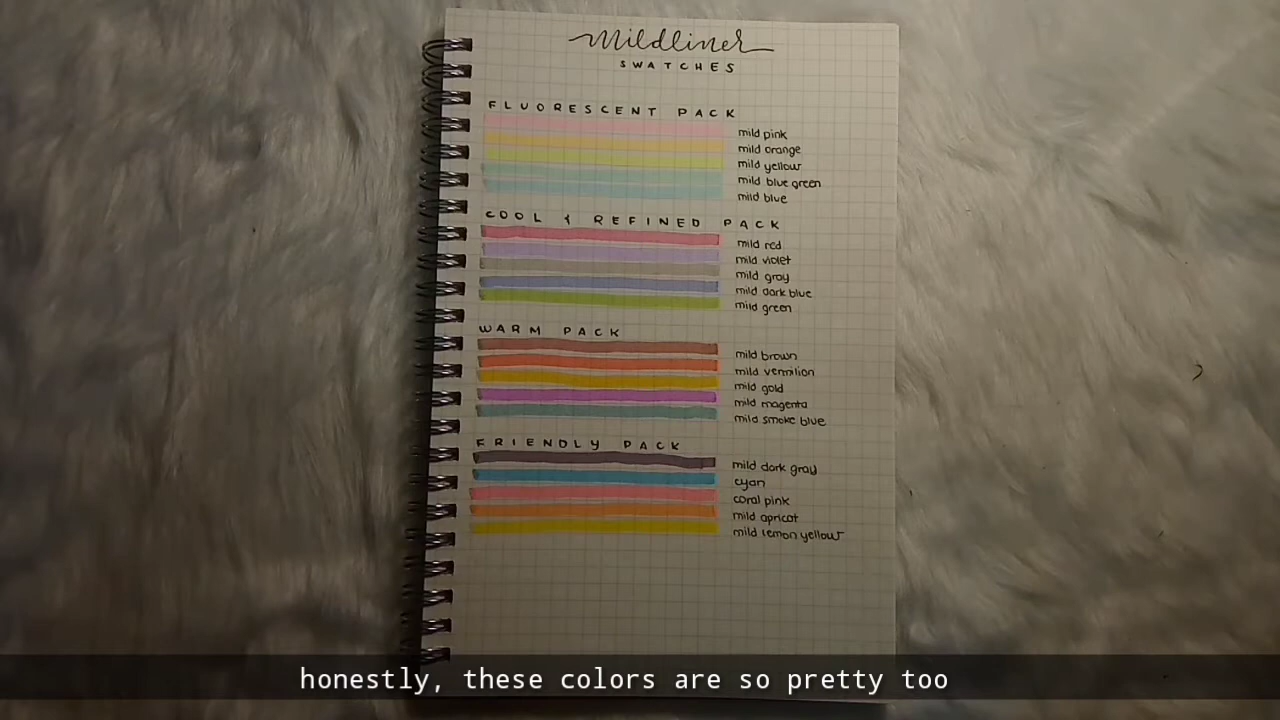 mildliner
SWATCHES
FLUORESCENT PACK
mild pink
mild orange
mild yellow
mild blue green
mild blue
COOL & REFINED PACK
mild red
mild violet
mild gray
mild dark blue
mild green
WARM PACK
mild brown
mild vermilion
mild gold
mild magenta
mild smoke blue
FRIENDLY PACK
mild dark gray
cyan
coral pink
mild apricot
mild lemon yellow
honestly, these colors are so pretty too